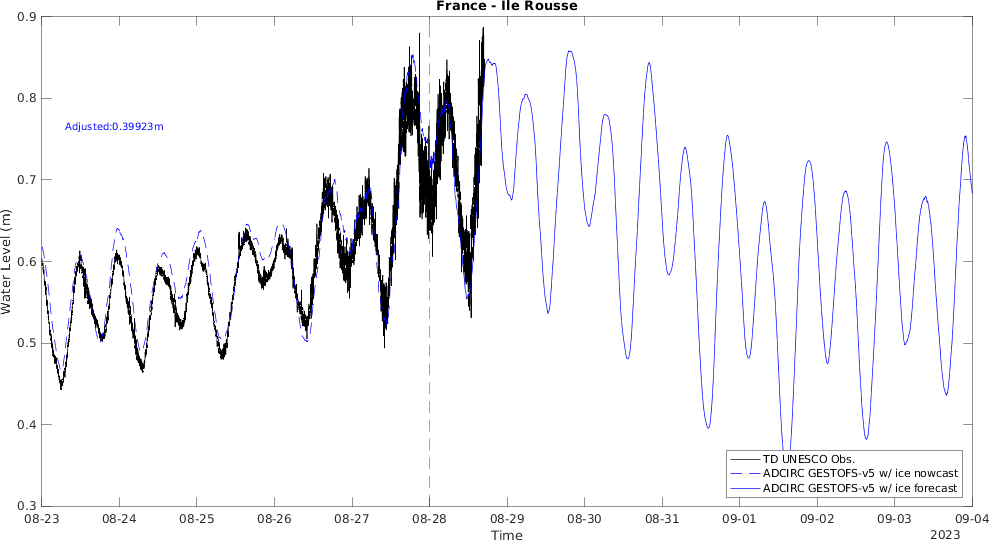 France - Ile Rousse
0.9
0.8
0.7
0.6
0.5
0.4
0.3
Water Level (m)
Adjusted:0.39923m
TD UNESCO Obs.
ADCIRC GESTOFS-v5 w/ ice nowcast
ADCIRC GESTOFS-v5 w/ ice forecast
08-23 08-24 08-25 08-26 08-27 08-28 08-29 08-30 08-31 09-01 09-02 09-03 09-04
Time
2023